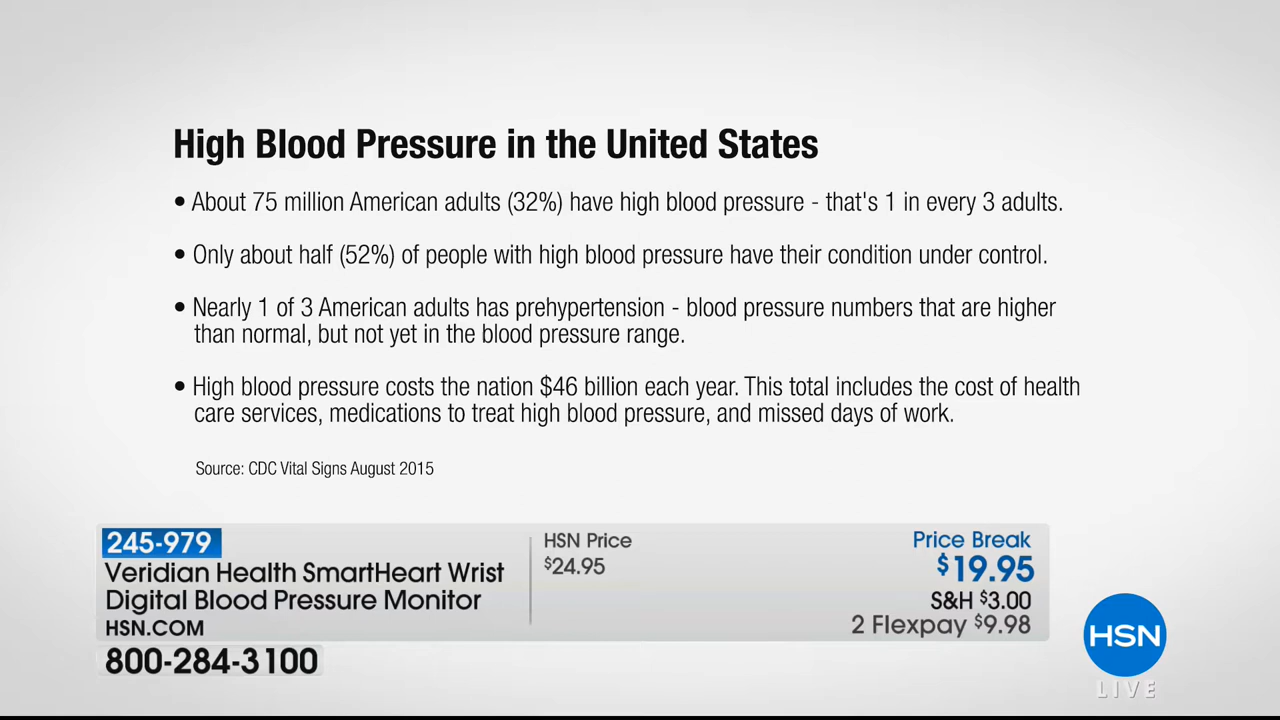 High Blood Pressure in the United States
• About 75 million American adults (32%) have high blood pressure - that's 1 in every 3 adults.
• Only about half (52%) of people with high blood pressure have their condition under control.
• Nearly 1 of 3 American adults has prehypertension - blood pressure numbers that are higher
than normal, but not yet in the blood pressure range.
• High blood pressure costs the nation $46 billion each year. This total includes the cost of health
care services, medications to treat high blood pressure, and missed days of work.
Source: CDC Vital Signs August 2015
245-979
Veridian Health SmartHeart Wrist
Digital Blood Pressure Monitor
HSN.COM
800-284-3100
HSN Price
$24.95
Price Break
$19.95
S&H $3.00
2 Flexpay $9.98
HSN
LIVE